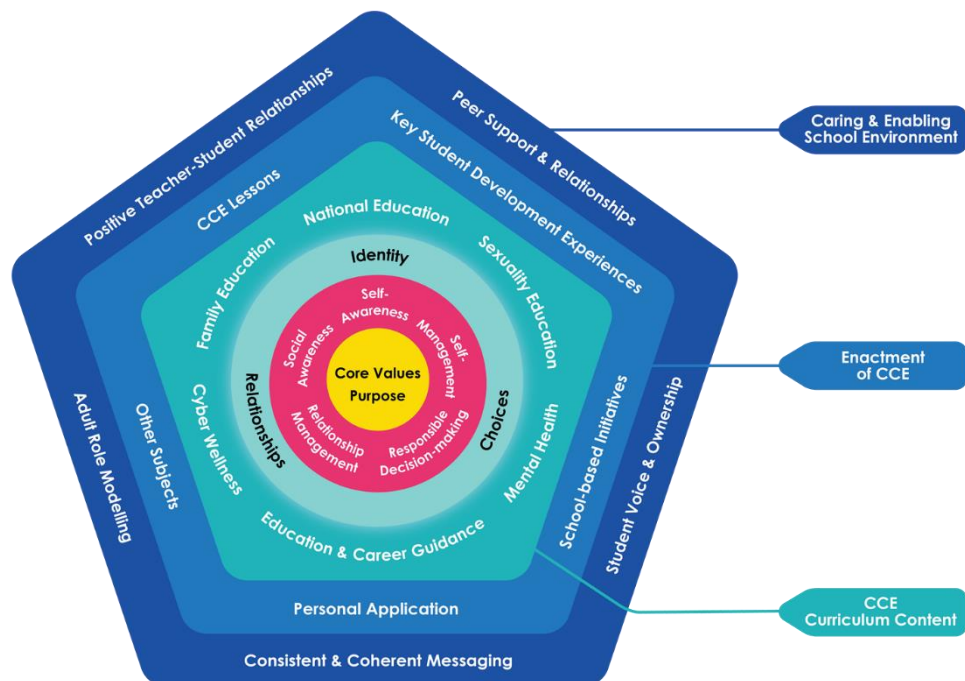 Positive Teacher-Student Relationships
Peer Support & Relationships
Student Voice & Ownership
Consistent & Coherent Messaging
Adult Role Modelling
CCE Lessons
Key Student Development Experiences
School-based Initiatives
Personal Application
Other Subjects
National Education
Sexuality Education
Mental Health
Education & Career Guidance
Cyber Wellness
Family Education
Identity
Choices
Relationships
Self-
Awareness
Self-
Management
Responsible
Decision-making
Relationship
Management
Social
Awareness
Core Values
Purpose
Caring & Enabling
School Environment
Enactment
of CCE
CCE
Curriculum Content